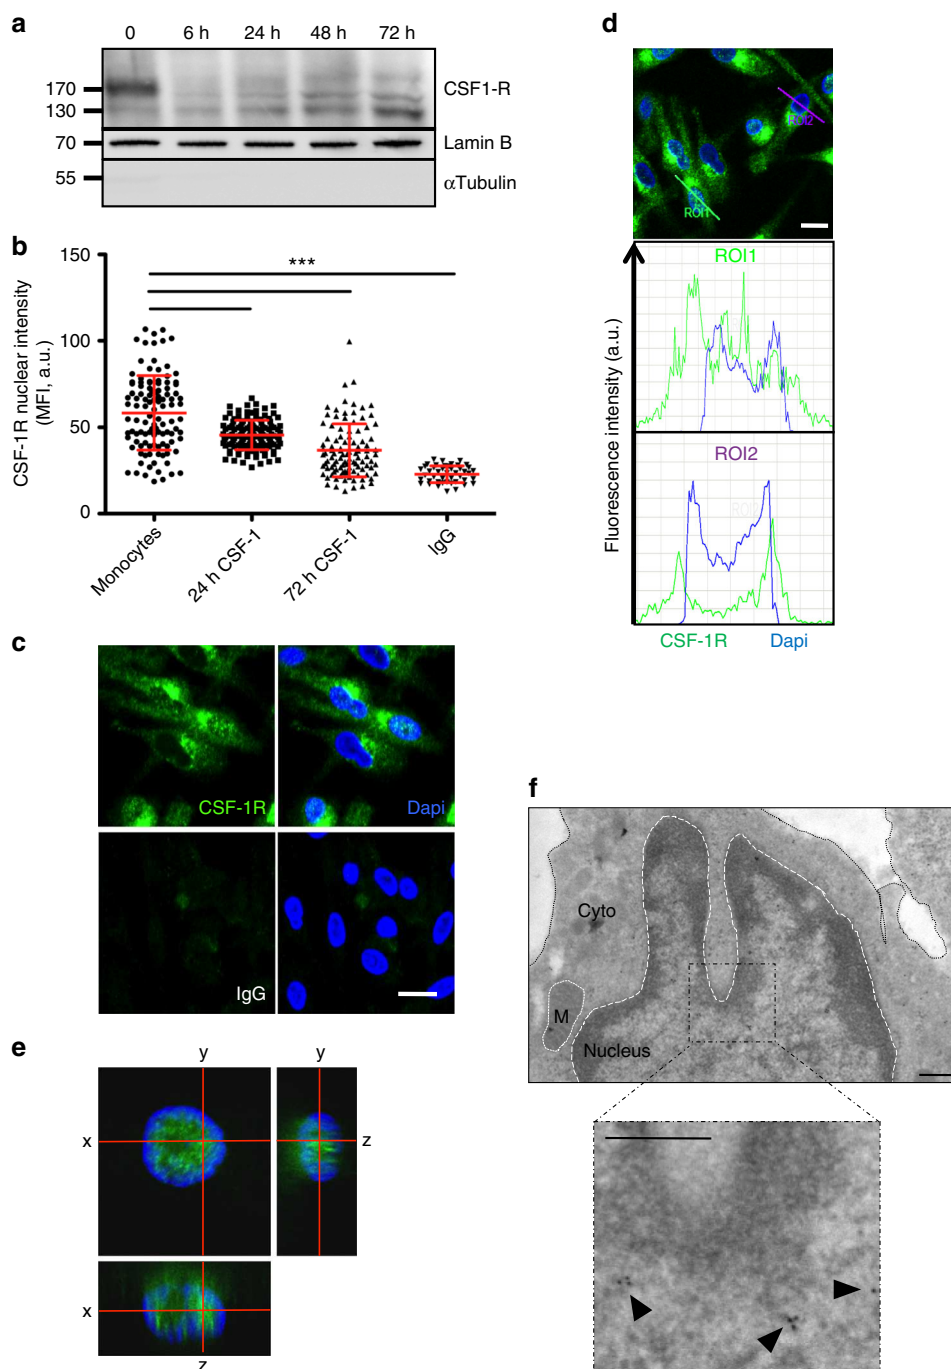 a
0 6 h 24 h 48 h 72 h
170
130
CSF1-R
70
Lamin B
55
αTubulin
b
CSF-1R nuclear intensity
(MFI, a.u.)
150
100
50
0
***
Monocytes
24 h CSF-1
72 h CSF-1
IgG
c
CSF-1R
Dapi
IgG
d
ROI2
ROI1
Fluorescence intensity (a.u.)
ROI1
ROI2
ROI2
CSF-1R Dapi
e
y y
x
z
x
z
f
Cyto
M
Nucleus